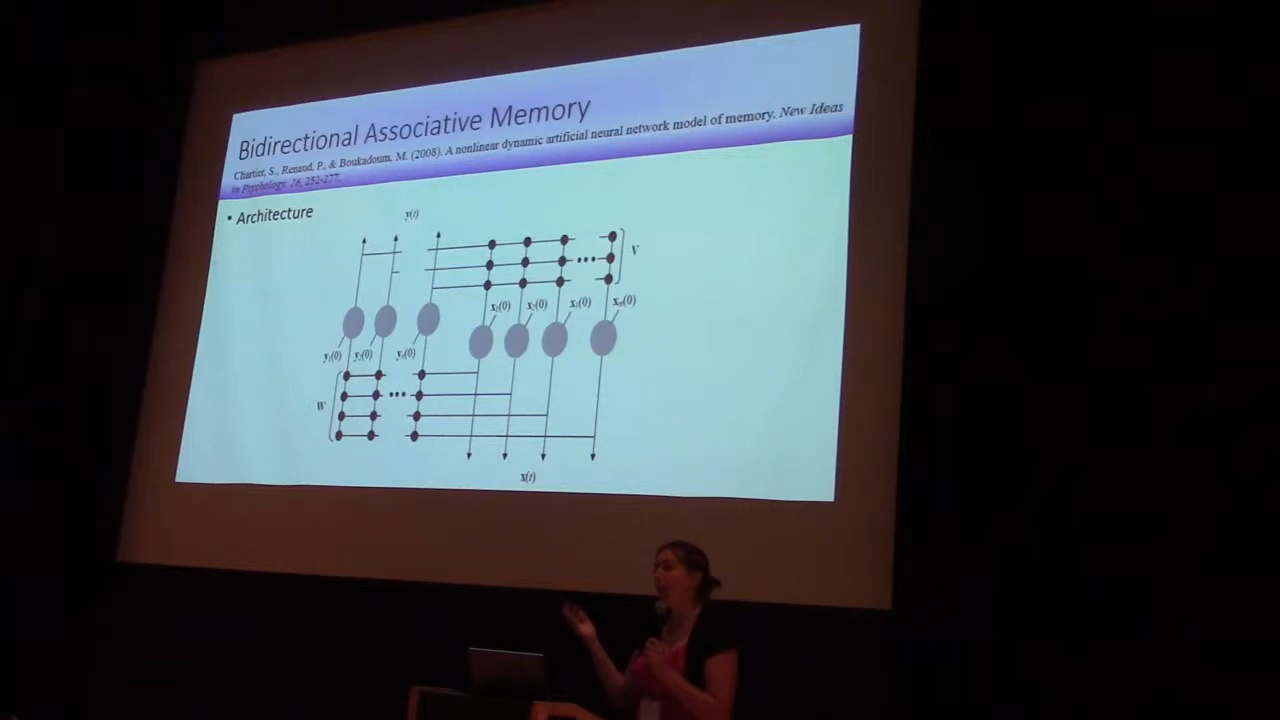 Bidirectional Associative Memory
Chartier, S., Renaud, P., & Boukadoum, M. (2008). A nonlinear dynamic artificial neural network model of memory. New Ideas
in Psychology, 26, 252-277.
• Architecture
y(t)
V
x₁(0) x₂(0) x₃(0) xₘ(0)
y₁(0) y₂(0) yₙ(0)
W
x(t)